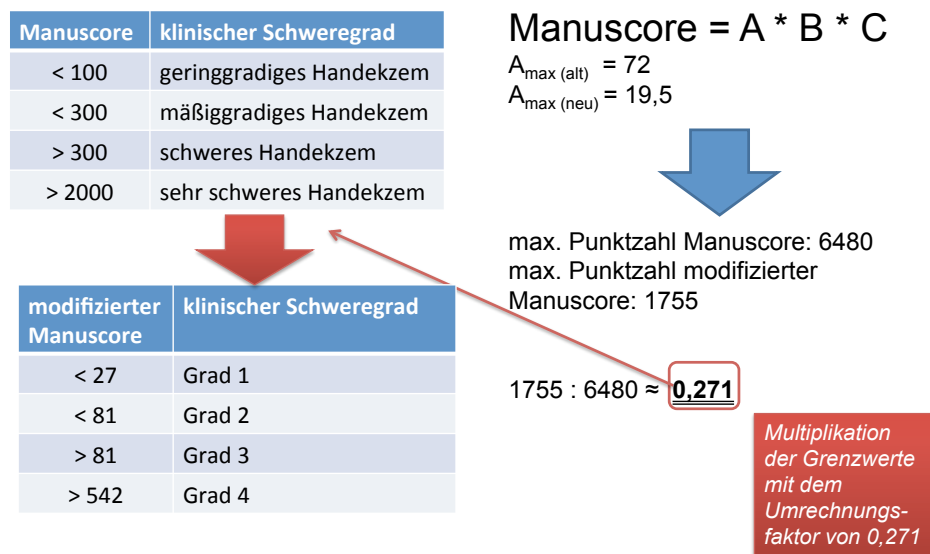 Manuscore klinischer Schweregrad
< 100 geringgradiges Handekzem
< 300 mäßiggradiges Handekzem
> 300 schweres Handekzem
> 2000 sehr schweres Handekzem
modifizierter klinischer Schweregrad
Manuscore
< 27 Grad 1
< 81 Grad 2
> 81 Grad 3
> 542 Grad 4
Manuscore = A * B * C
Amax (alt) = 72
Amax (neu) = 19,5
max. Punktzahl Manuscore: 6480
max. Punktzahl modifizierter
Manuscore: 1755
1755 : 6480 ≈ 0,271
Multiplikation
der Grenzwerte
mit dem
Umrechnungs-
faktor von 0,271